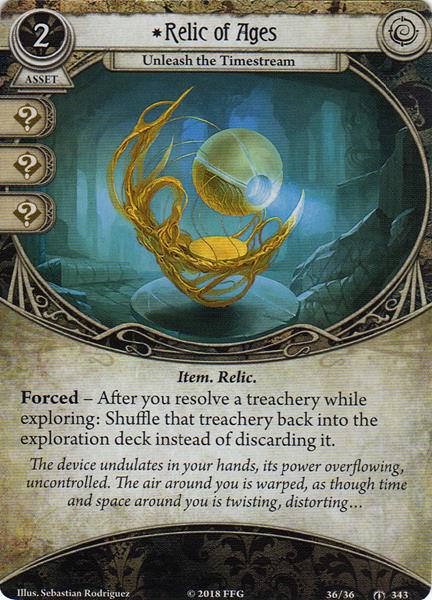 2
*Relic of Ages
ASSET
Unleash the Timestream
?
?
?
Item. Relic.
Forced – After you resolve a treachery while
exploring: Shuffle that treachery back into the
exploration deck instead of discarding it.
The device undulates in your hands, its power overflowing,
uncontrolled. The air around you is warped, as though time
and space around you is twisting, distorting…
Illus. Sebastian Rodriguez © 2018 FFG 36/36 343